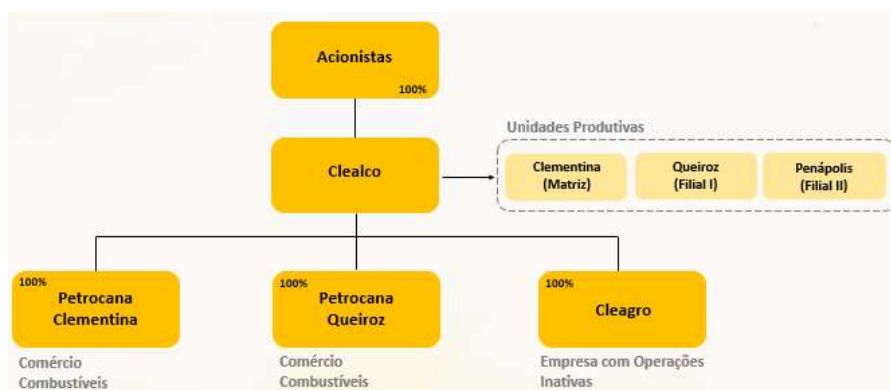 Acionistas
100%
Unidades Produtivas
Clealco
Clementina
(Matriz)
Queiroz
(Filial I)
Penápolis
(Filial II)
100%
Petrocana
Clementina
100%
Petrocana
Queiroz
100%
Cleagro
Comércio
Combustíveis
Comércio
Combustíveis
Empresa com Operações
Inativas